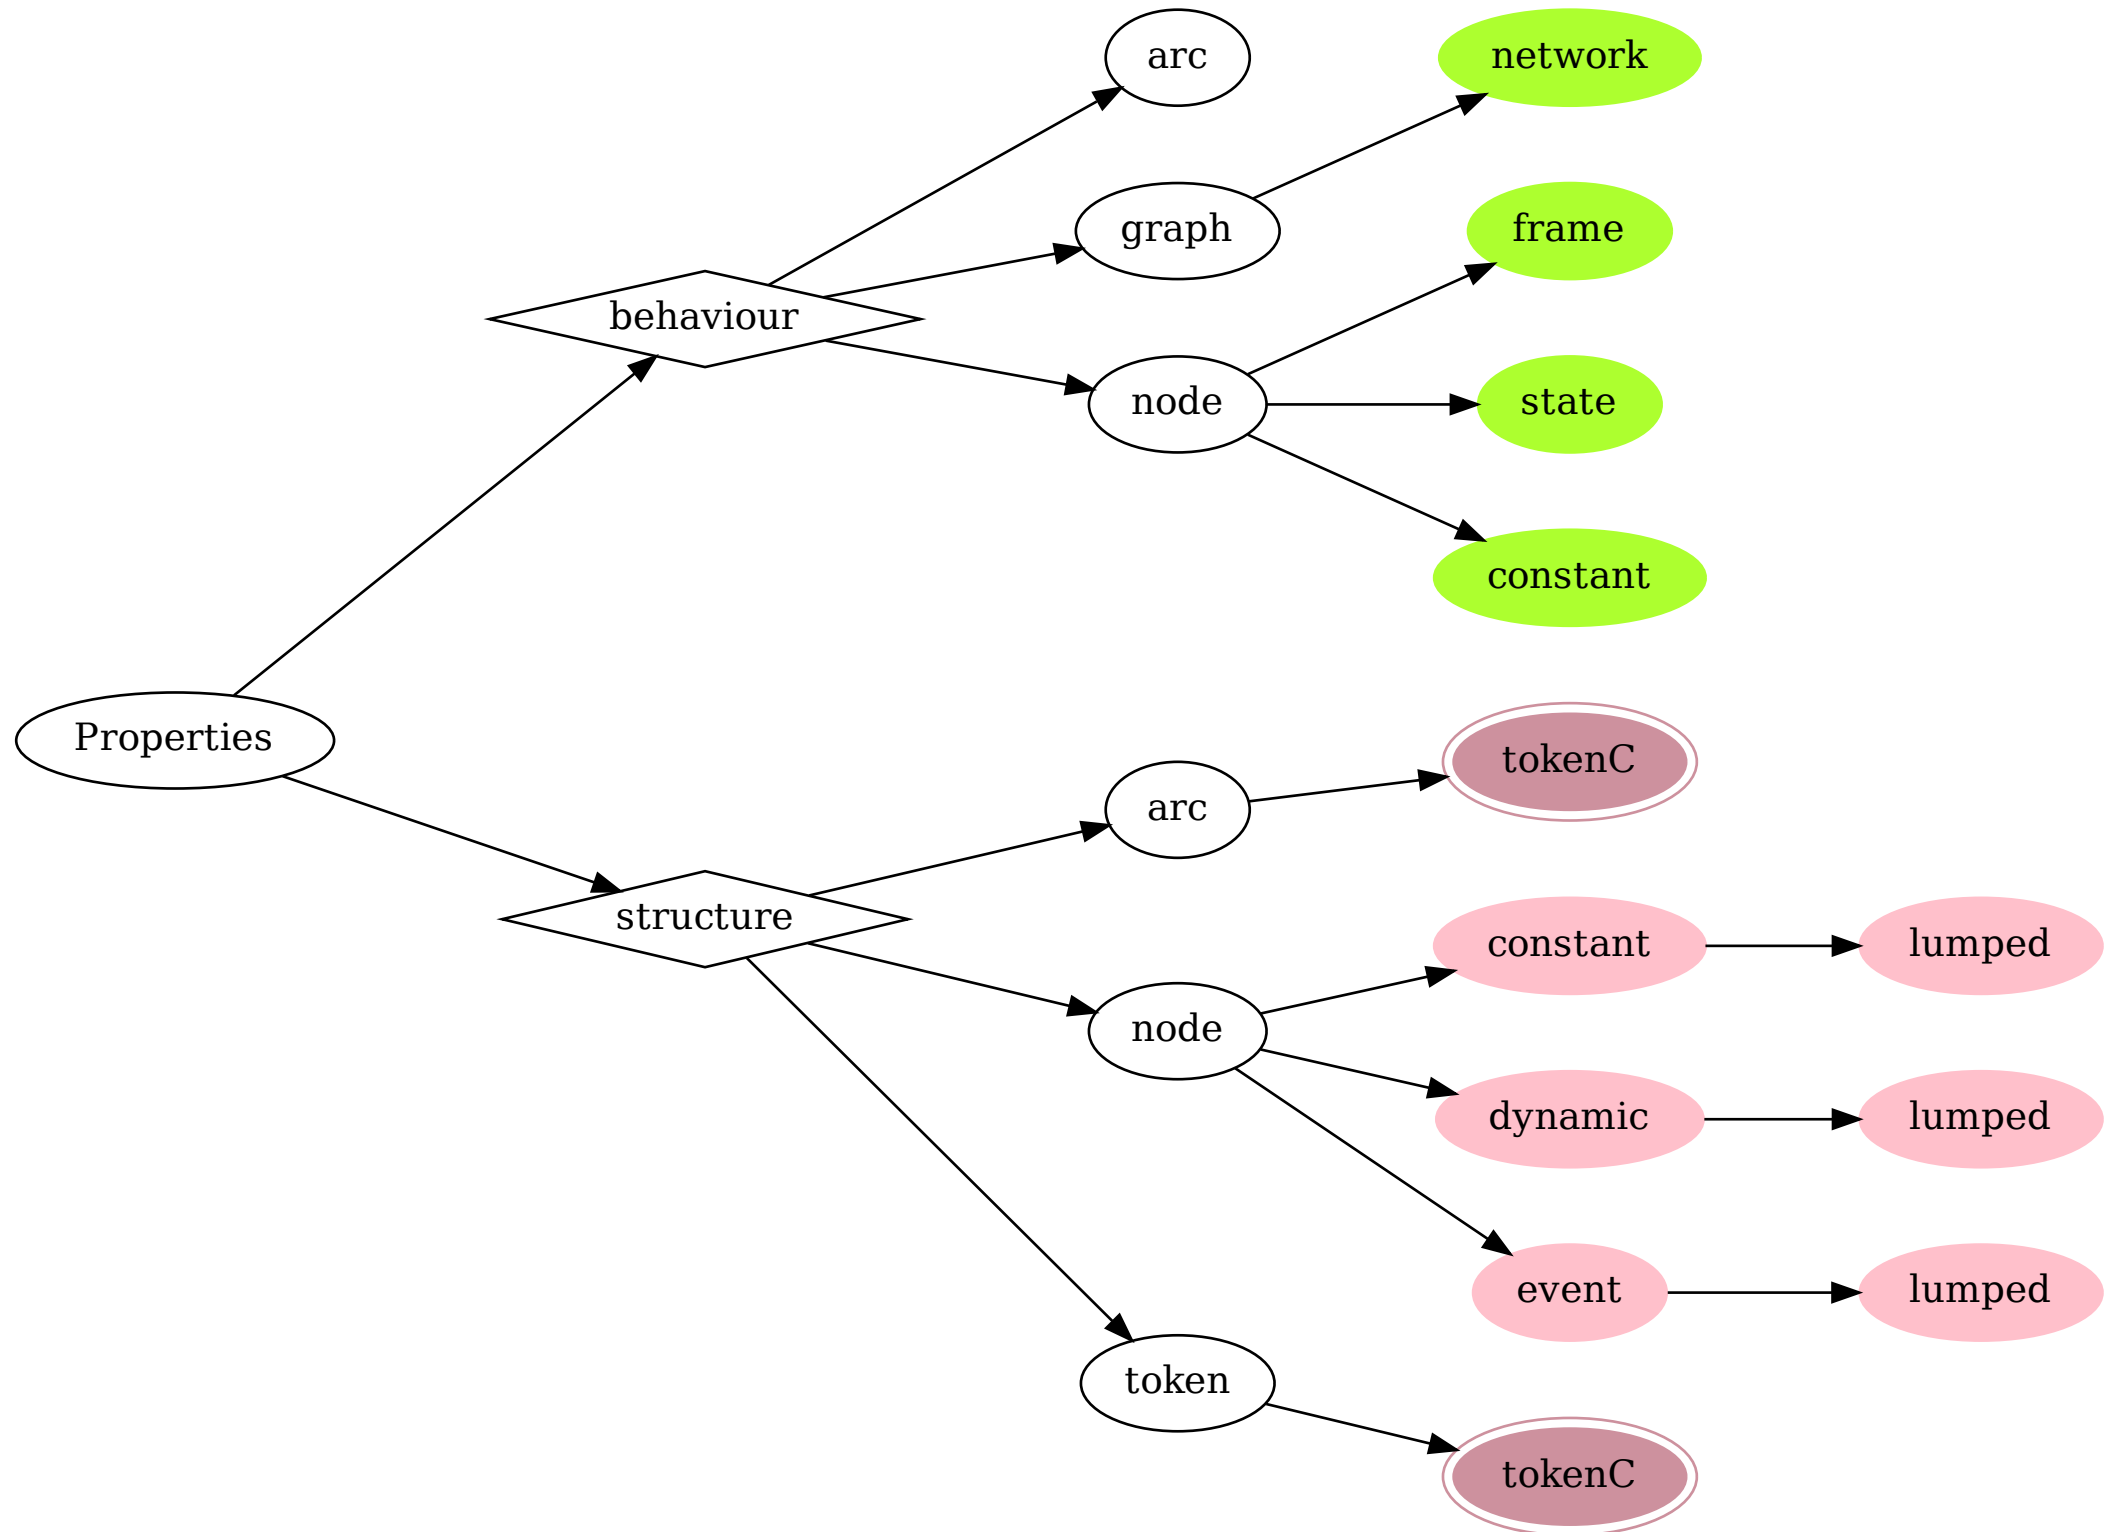 arc
network
graph
frame
behaviour
node
state
constant
Properties
arc
tokenC
structure
node
constant
lumped
dynamic
lumped
event
lumped
token
tokenC